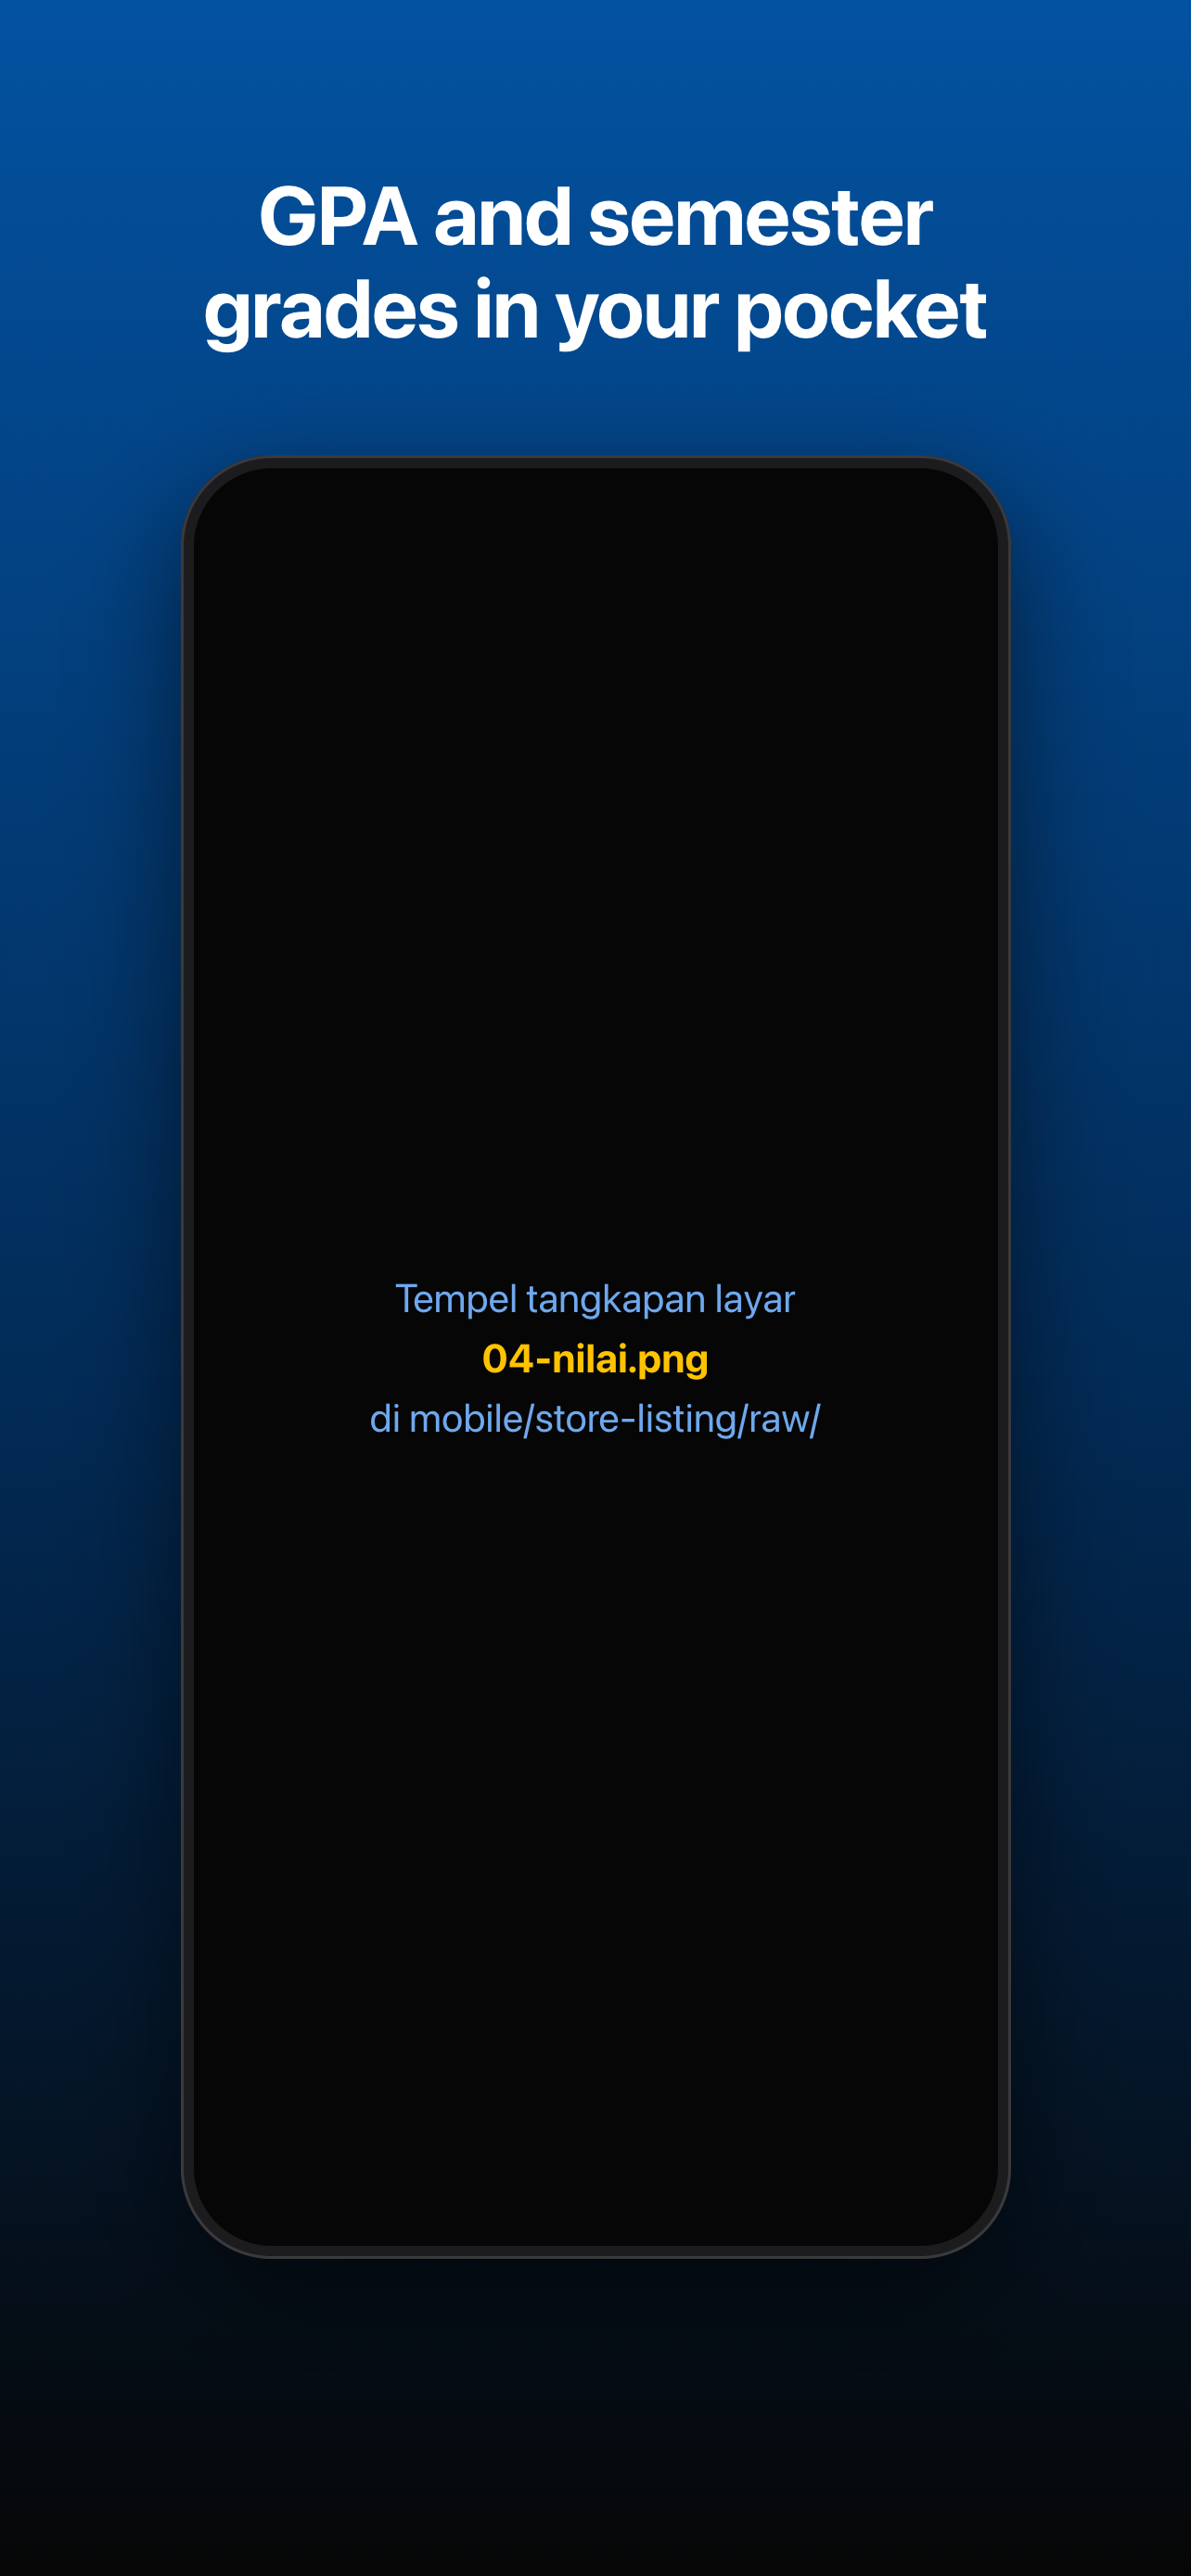 GPA and semester
grades in your pocket
Tempel tangkapan layar
04-nilai.png
di mobile/store-listing/raw/